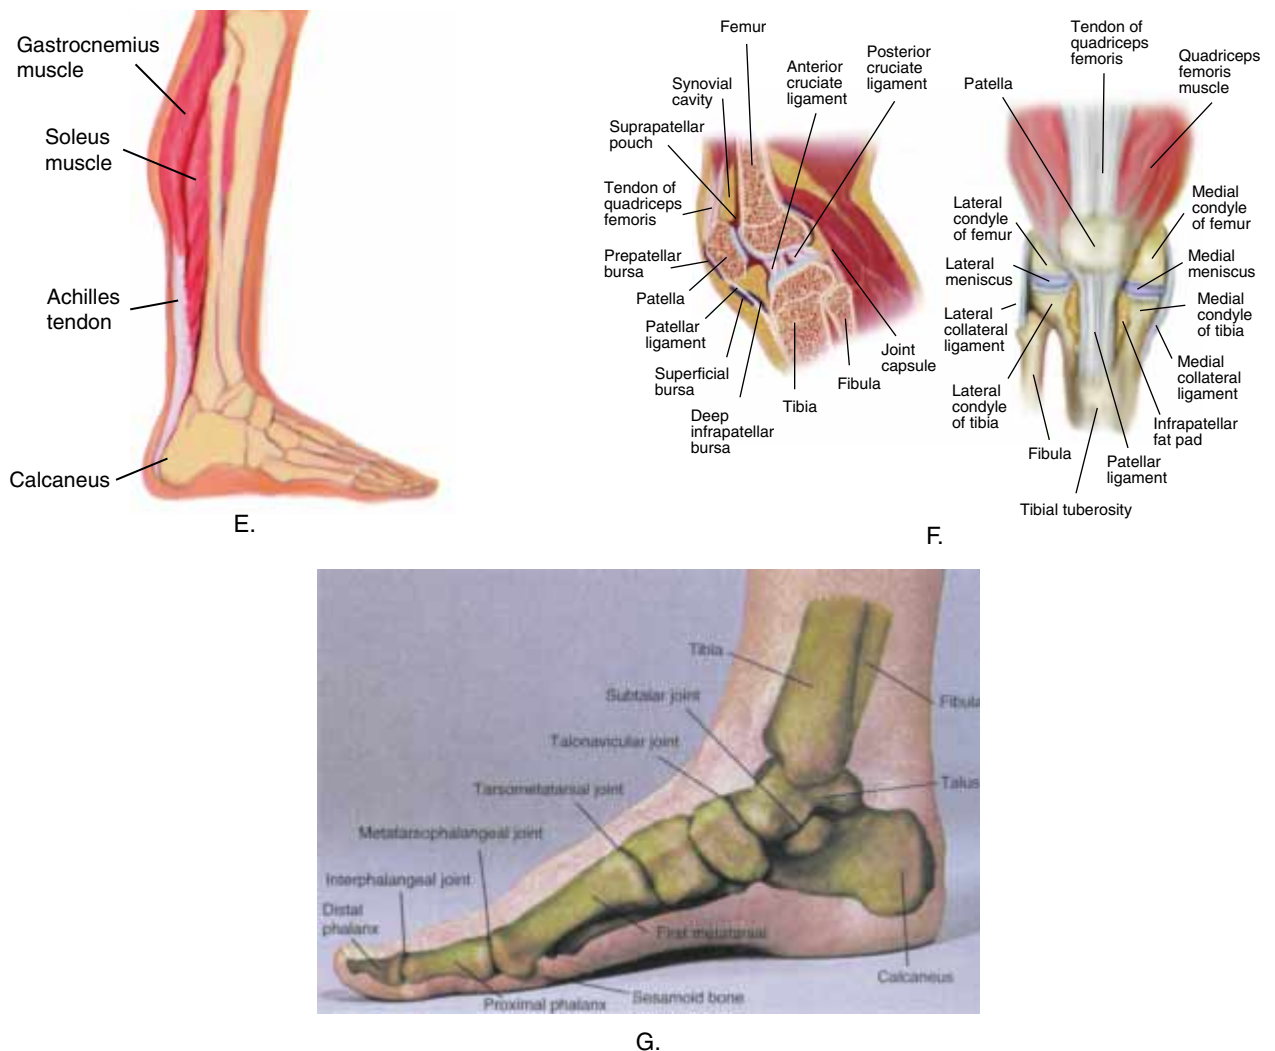 Gastrocnemius
muscle
Soleus
muscle
Achilles
tendon
Calcaneus
E.
Femur
Synovial
cavity
Anterior
cruciate
ligament
Posterior
cruciate
ligament
Suprapatellar
pouch
Tendon of
quadriceps
femoris
Prepatellar
bursa
Patella
Patellar
ligament
Superficial
bursa
Deep
infrapatellar
bursa
Tibia
Fibula
Joint
capsule
Tendon of
quadriceps
femoris
Patella
Quadriceps
femoris
muscle
Lateral
condyle
of femur
Lateral
meniscus
Lateral
collateral
ligament
Lateral
condyle
of tibia
Fibula
Medial
condyle
of femur
Medial
meniscus
Medial
condyle
of tibia
Medial
collateral
ligament
Infrapatellar
fat pad
Patellar
ligament
Tibial tuberosity
F.
Tibia
Subtalar joint
Fibula
Talonavicular joint
Talus
Tarsometatarsal joint
Metatarsophalangeal joint
Interphalangeal joint
Distal
phalanx
First metatarsal
Calcaneus
Sesamoid bone
Proximal phalanx
G.